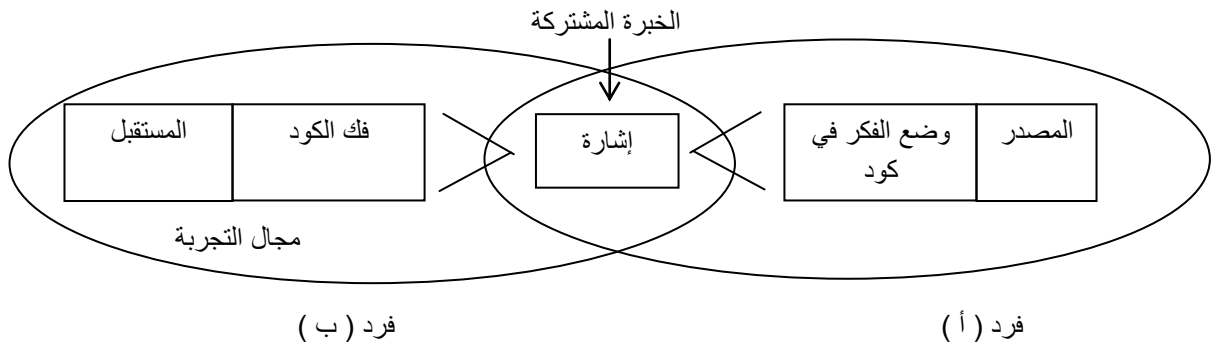 الخبرة المشتركة
المصدر
وضع الفكر في
كود
إشارة
فك الكود
المستقبل
مجال التجربة
فرد ( أ )
فرد ( ب )